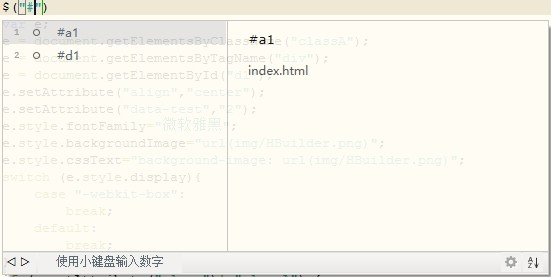 $("#")
1 #a1
2 #d1
#a1
index.html
var e;
e = document.getElementsByClassName("classA");
e = document.getElementsByTagName("div");
e = document.getElementById("di
e.setAttribute("align","center");
e.setAttribute("data-test","2");
e.style.fontFamily="微软雅黑";
e.style.backgroundImage="url(img/HBuilder.png)";
e.style.cssText="background-image: url(img/HBuilder.png)";
switch (e.style.display){
case "-webkit-box":
break;
default:
break;
使用小键盘输入数字